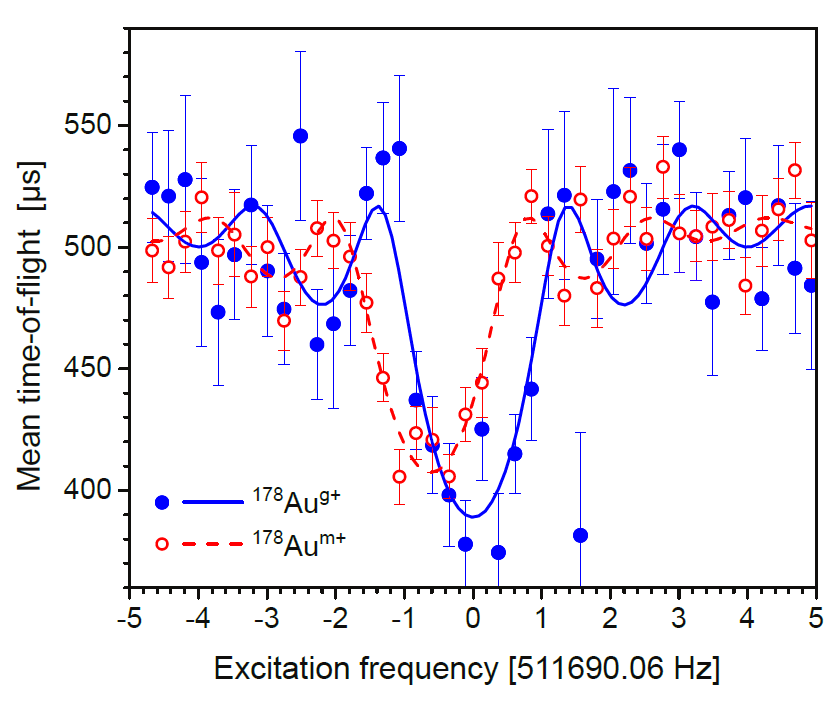 550
500
450
400
Mean time-of-flight [µs]
178Aug+
178Aum+
-5 -4 -3 -2 -1 0 1 2 3 4 5
Excitation frequency [511690.06 Hz]